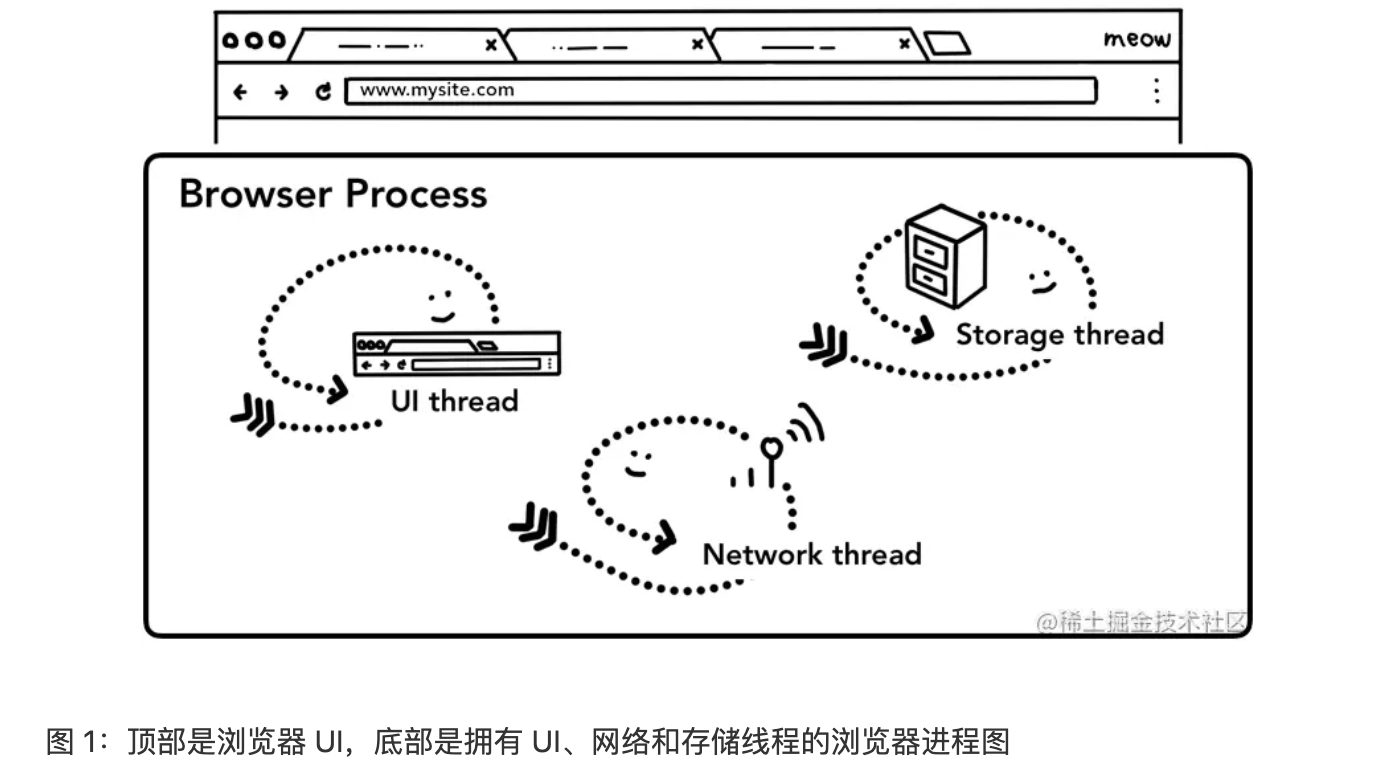 meow
www.mysite.com
Browser Process
Storage thread
UI thread
Network thread
@稀土掘金技术社区
图 1：顶部是浏览器 UI，底部是拥有 UI、网络和存储线程的浏览器进程图